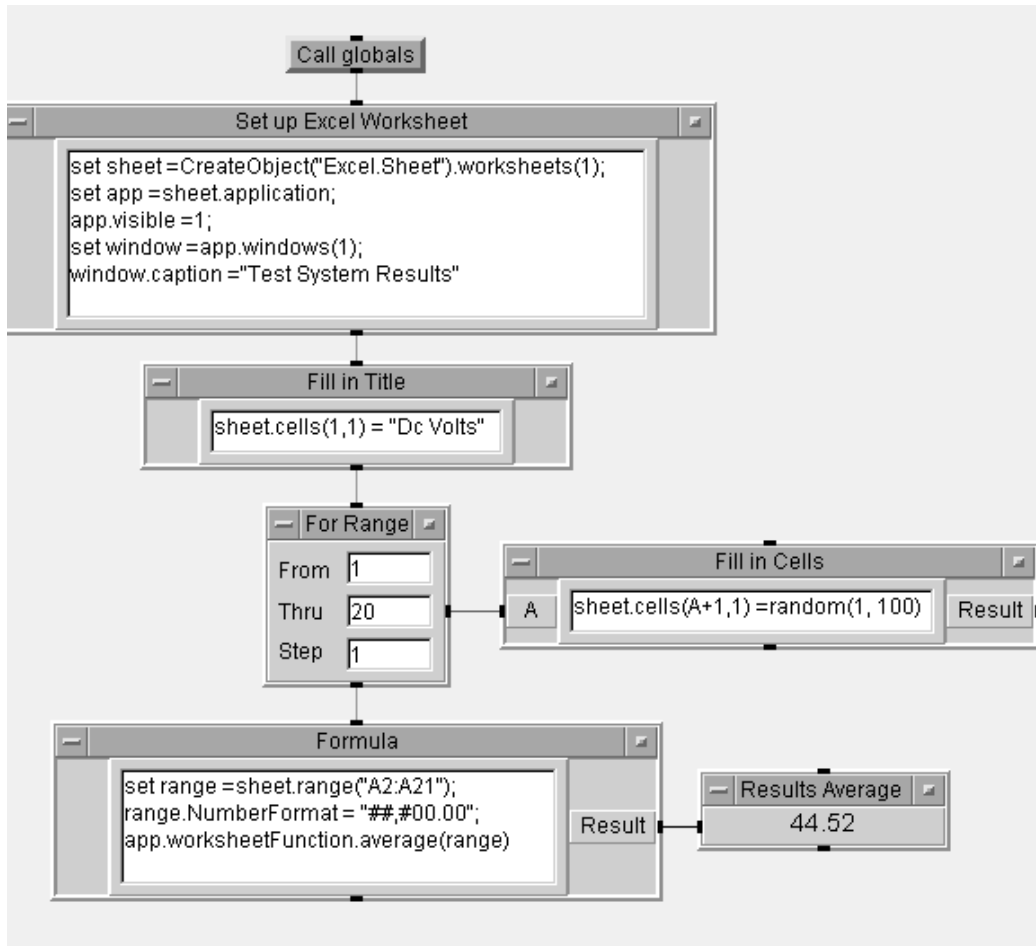 Call globals
Set up Excel Worksheet
set sheet =CreateObject("Excel.Sheet").worksheets(1);
set app =sheet.application;
app.visible =1;
set window =app.windows(1);
window.caption ="Test System Results"
Fill in Title
sheet.cells(1,1) = "Dc Volts"
For Range
From 1
Thru 20
Step 1
Fill in Cells
A
sheet.cells(A+1,1) =random(1, 100)
Result
Formula
set range =sheet.range("A2:A21");
range.NumberFormat = "##,#00.00";
app.worksheetFunction.average(range)
Result
Results Average
44.52